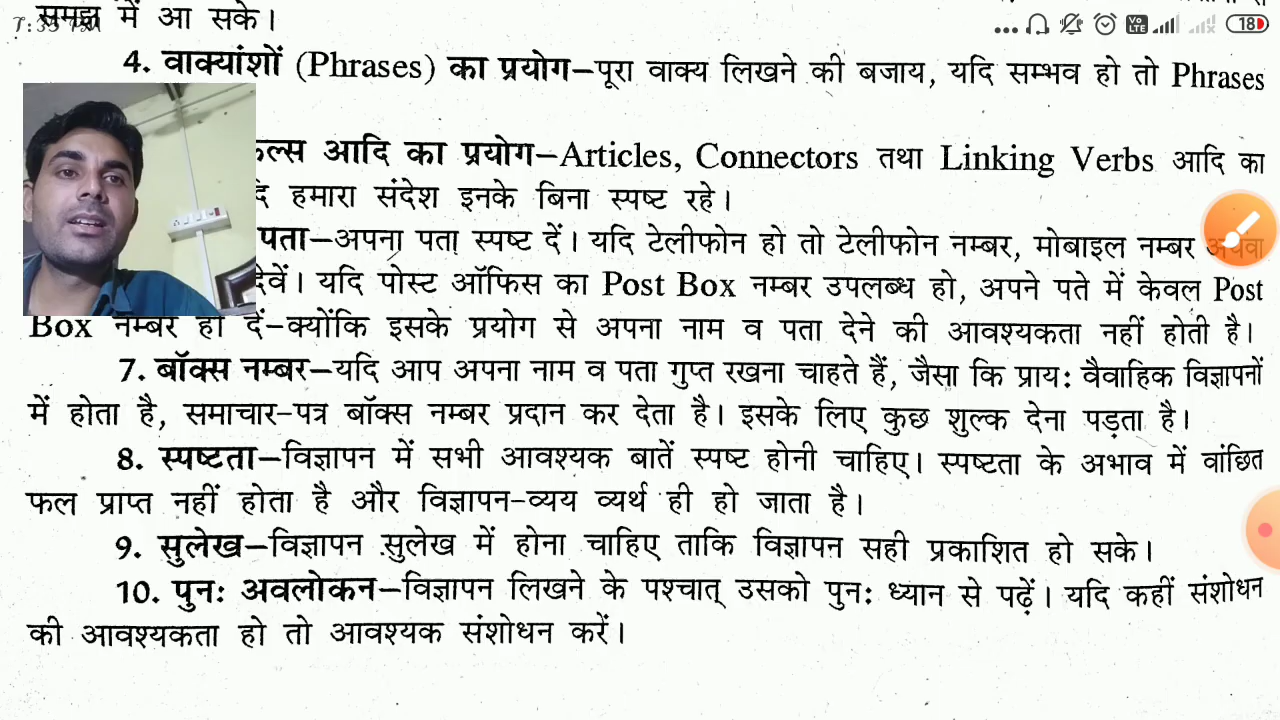 समझ में आ सके।
18
4. वाक्यांशों (Phrases) का प्रयोग–पूरा वाक्य लिखने की बजाय, यदि सम्भव हो तो Phrases
आदि का प्रयोग–Articles, Connectors तथा Linking Verbs आदि का
हमारा संदेश इनके बिना स्पष्ट रहे।
पता–अपना पता स्पष्ट दें। यदि टेलीफोन हो तो टेलीफोन नम्बर, मोबाइल नम्बर अथवा
देवें। यदि पोस्ट ऑफिस का Post Box नम्बर उपलब्ध हो, अपने पते में केवल Post
Box नम्बर ही दें–क्योंकि इसके प्रयोग से अपना नाम व पता देने की आवश्यकता नहीं होती है।
7. बॉक्स नम्बर–यदि आप अपना नाम व पता गुप्त रखना चाहते हैं, जैसा कि प्राय: वैवाहिक विज्ञापनों
में होता है, समाचार-पत्र बॉक्स नम्बर प्रदान कर देता है। इसके लिए कुछ शुल्क देना पड़ता है।
8. स्पष्टता–विज्ञापन में सभी आवश्यक बातें स्पष्ट होनी चाहिए। स्पष्टता के अभाव में वांछित
फल प्राप्त नहीं होता है और विज्ञापन-व्यय व्यर्थ ही हो जाता है।
9. सुलेख–विज्ञापन सुलेख में होना चाहिए ताकि विज्ञापन सही प्रकाशित हो सके।
10. पुन: अवलोकन–विज्ञापन लिखने के पश्चात् उसको पुन: ध्यान से पढ़ें। यदि कहीं संशोधन
की आवश्यकता हो तो आवश्यक संशोधन करें।